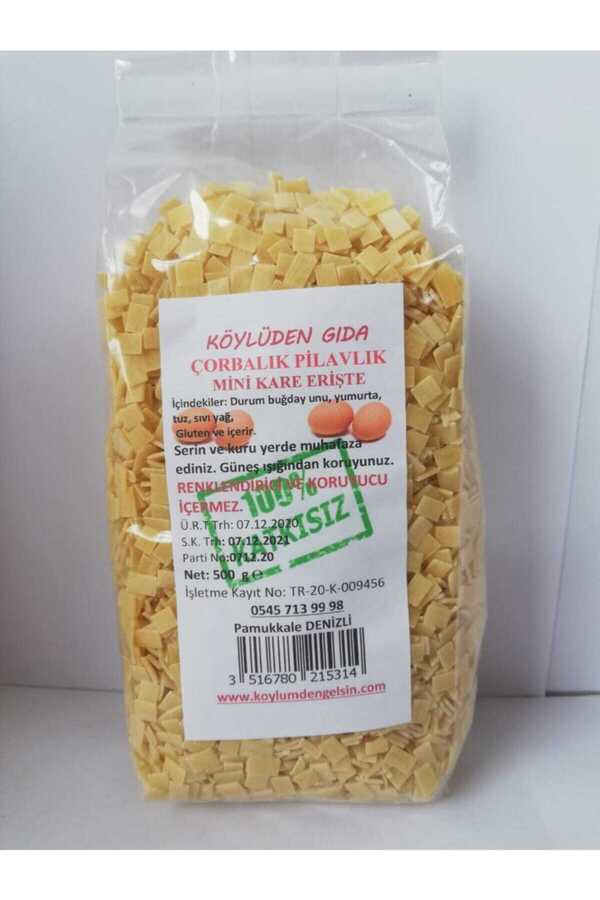 KÖYLÜDEN GIDA
ÇORBALIK PİLAVLIK
MİNİ KARE ERİŞTE
İçindekiler: Durum buğday unu, yumurta,
tuz, sıvı yağ,
Gluten ve içerir.
Serin ve kuru yerde muhafaza
ediniz. Güneş ışığından koruyunuz.
RENKLENDİRİCİ VE KORUYUCU
İÇERMEZ.
100%
KATKISIZ
Ü.R.T Trh: 07.12.2020
S.K. Trh: 07.12.2021
Parti No:0712.20
Net: 500 g ℮
İşletme Kayıt No: TR-20-K-009456
0545 713 99 98
Pamukkale DENİZLİ
3 516780 215314
www.koylumdengelsin.com